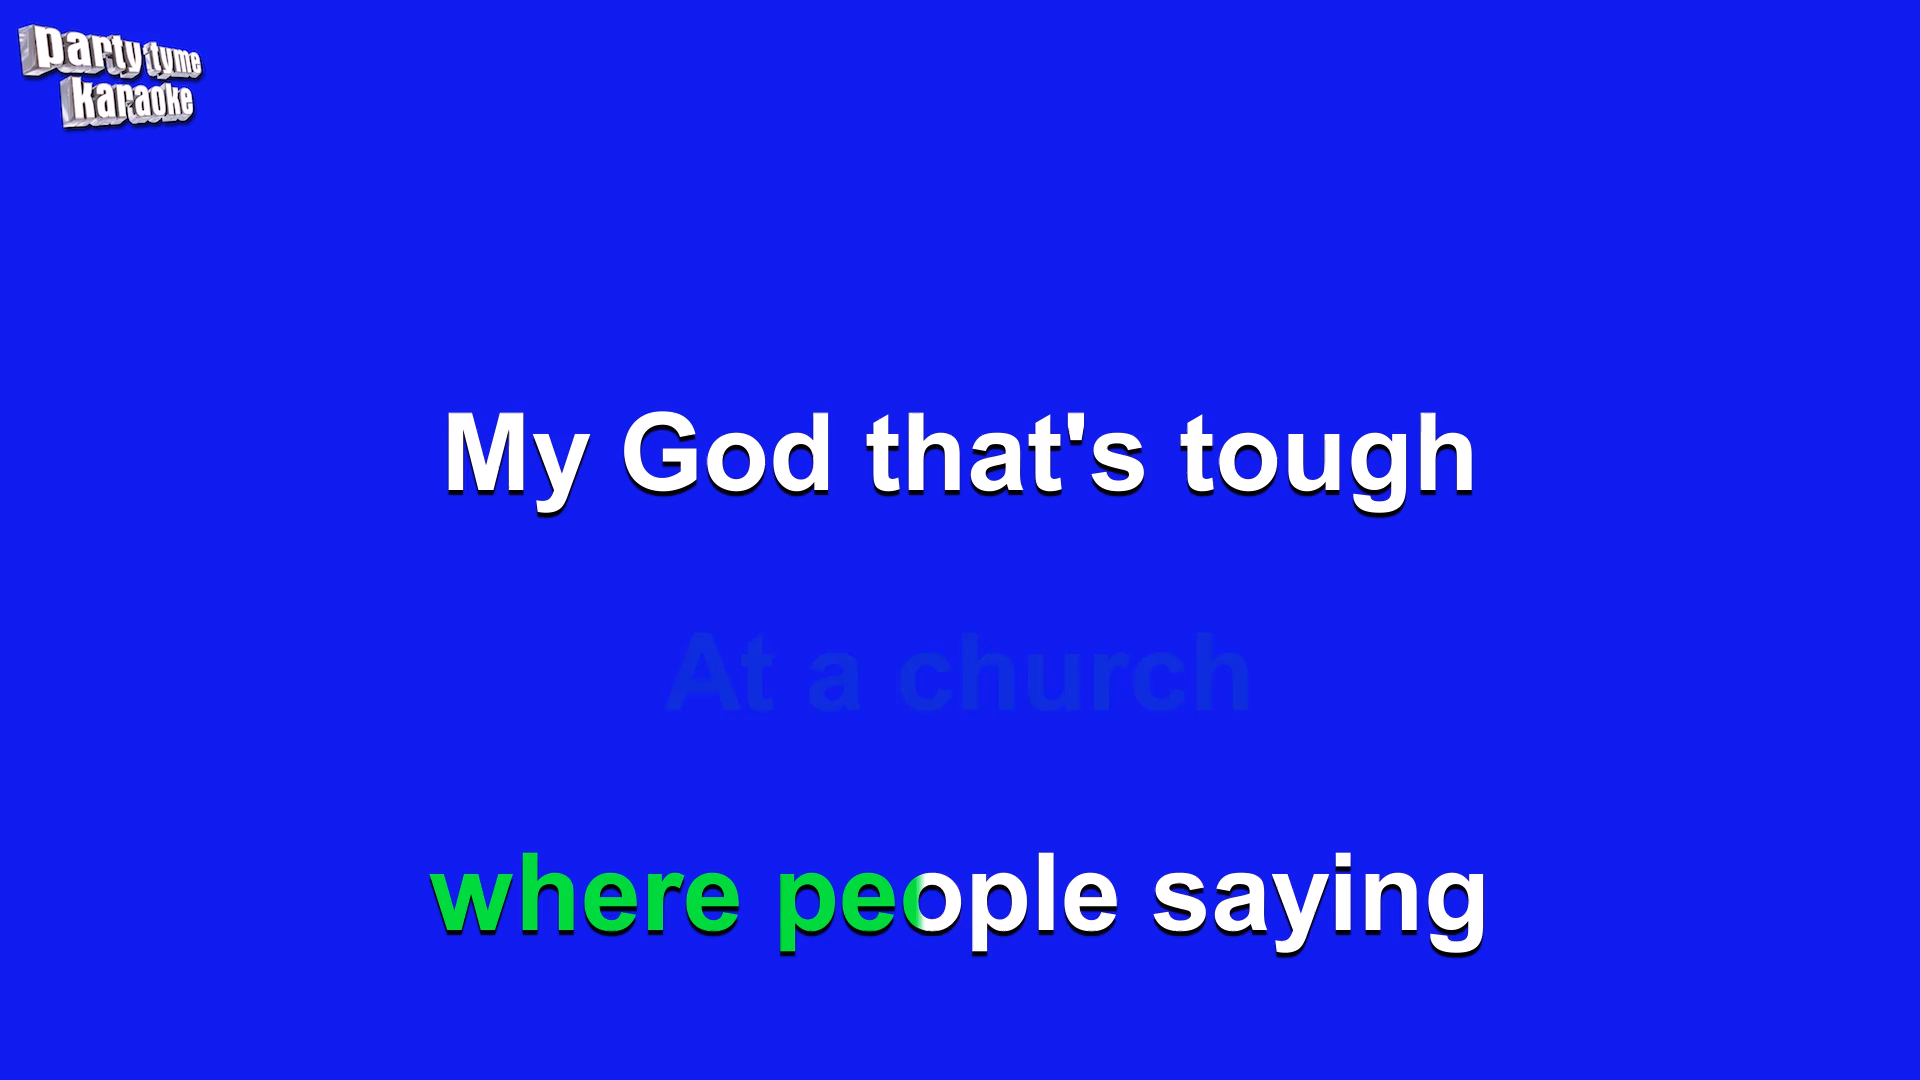 party tyme
karaoke
My God that's tough
At a church
where people saying